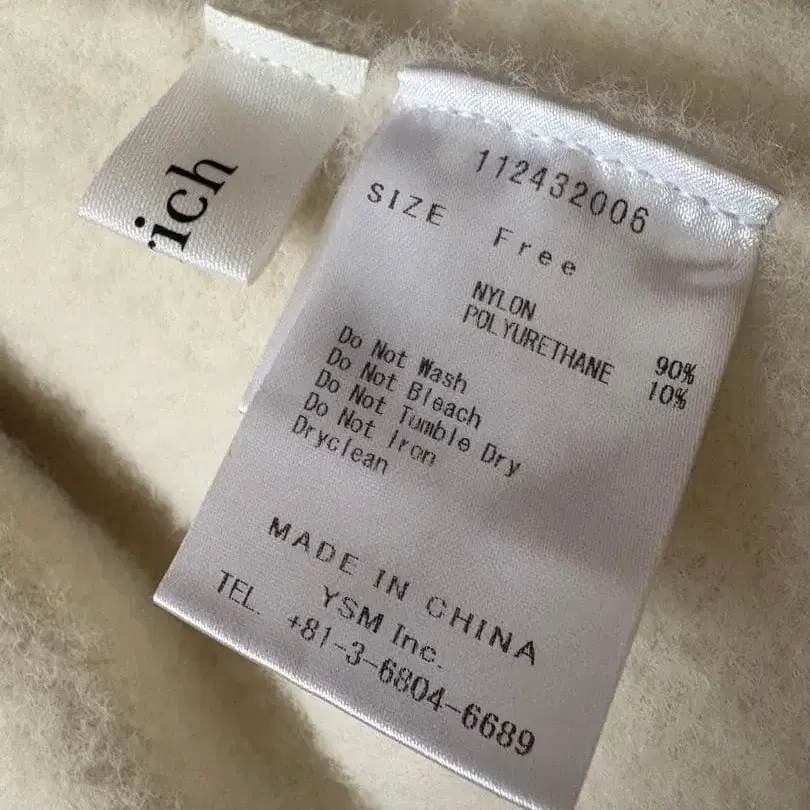 ich
112432006
SIZE Free
NYLON 90%
POLYURETHANE 10%
Do Not Wash
Do Not Bleach
Do Not Tumble Dry
Do Not Iron
Dryclean
MADE IN CHINA
YSM Inc.
TEL. +81-3-6804-6689